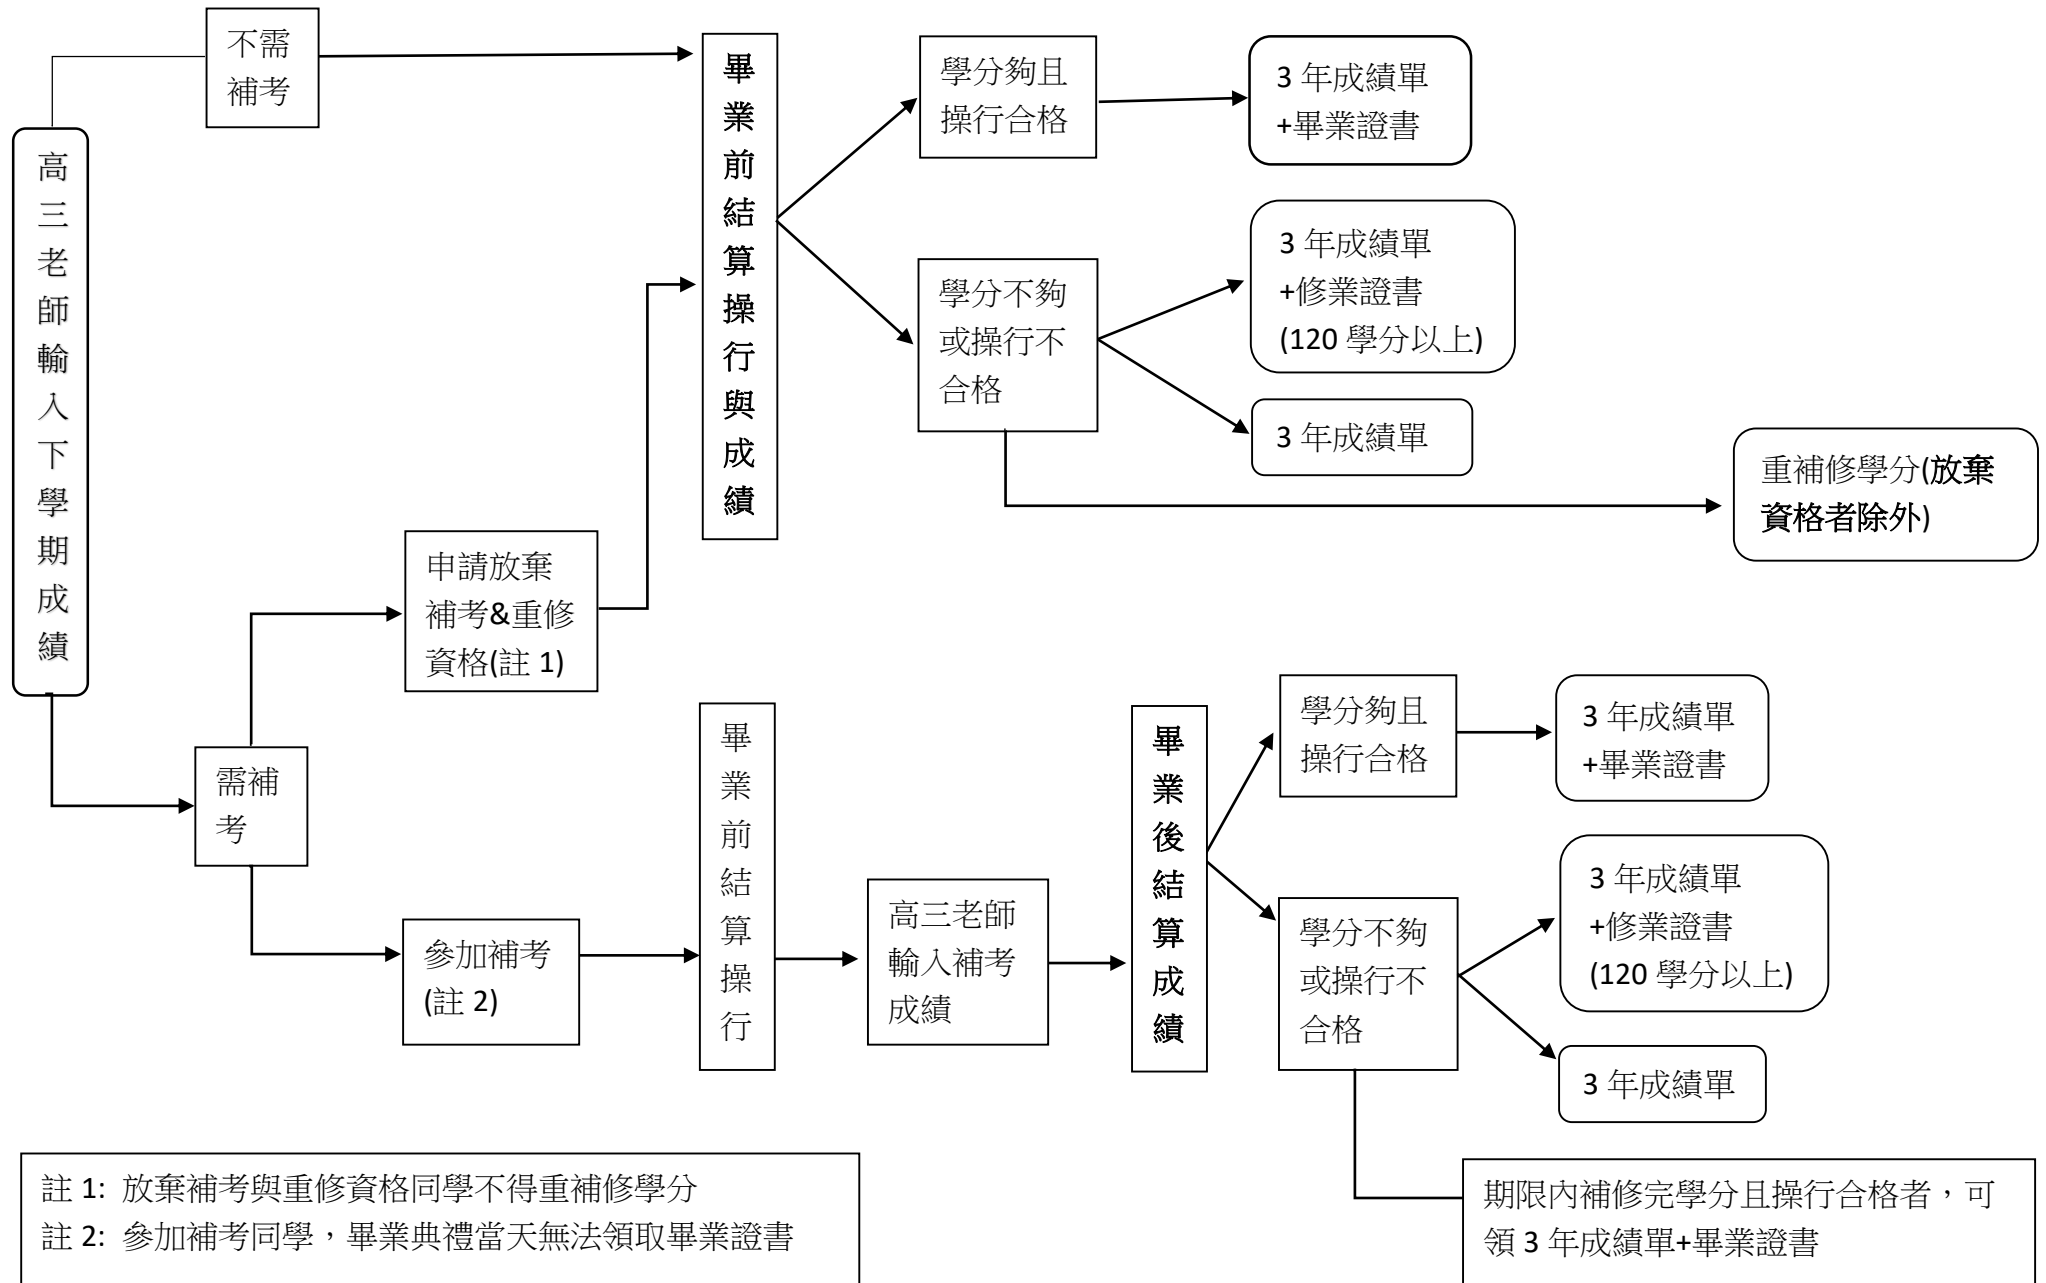 不需
補考
高三老師輸入下學期成績
畢業前結算操行與成績
學分夠且
操行合格
3 年成績單
+畢業證書
學分不夠
或操行不
合格
3 年成績單
+修業證書
(120 學分以上)
3 年成績單
重補修學分(放棄
資格者除外)
申請放棄
補考&重修
資格(註 1)
需補
考
參加補考
(註 2)
畢業前結算操行
高三老師
輸入補考
成績
畢業後結算成績
學分夠且
操行合格
3 年成績單
+畢業證書
學分不夠
或操行不
合格
3 年成績單
+修業證書
(120 學分以上)
3 年成績單
期限內補修完學分且操行合格者，可
領 3 年成績單+畢業證書
註 1: 放棄補考與重修資格同學不得重補修學分
註 2: 參加補考同學，畢業典禮當天無法領取畢業證書